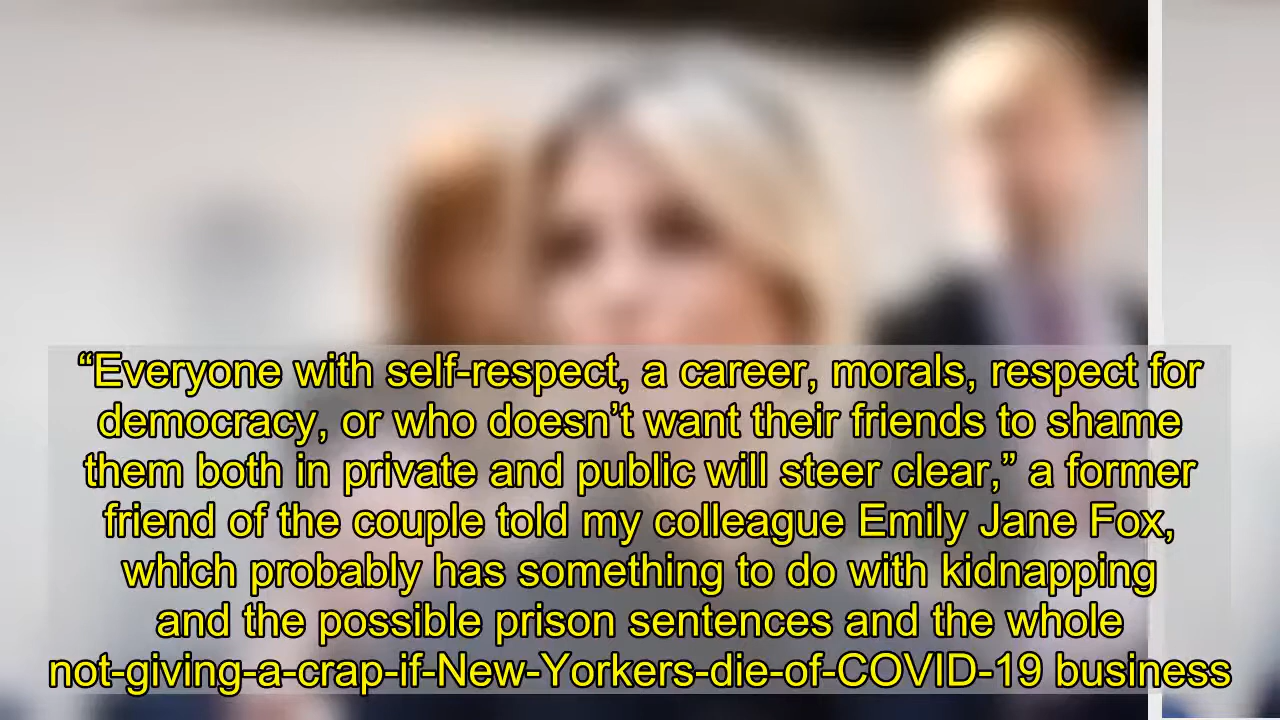 “Everyone with self-respect, a career, morals, respect for
democracy, or who doesn’t want their friends to shame
them both in private and public will steer clear,” a former
friend of the couple told my colleague Emily Jane Fox,
which probably has something to do with kidnapping
and the possible prison sentences and the whole
not-giving-a-crap-if-New-Yorkers-die-of-COVID-19 business